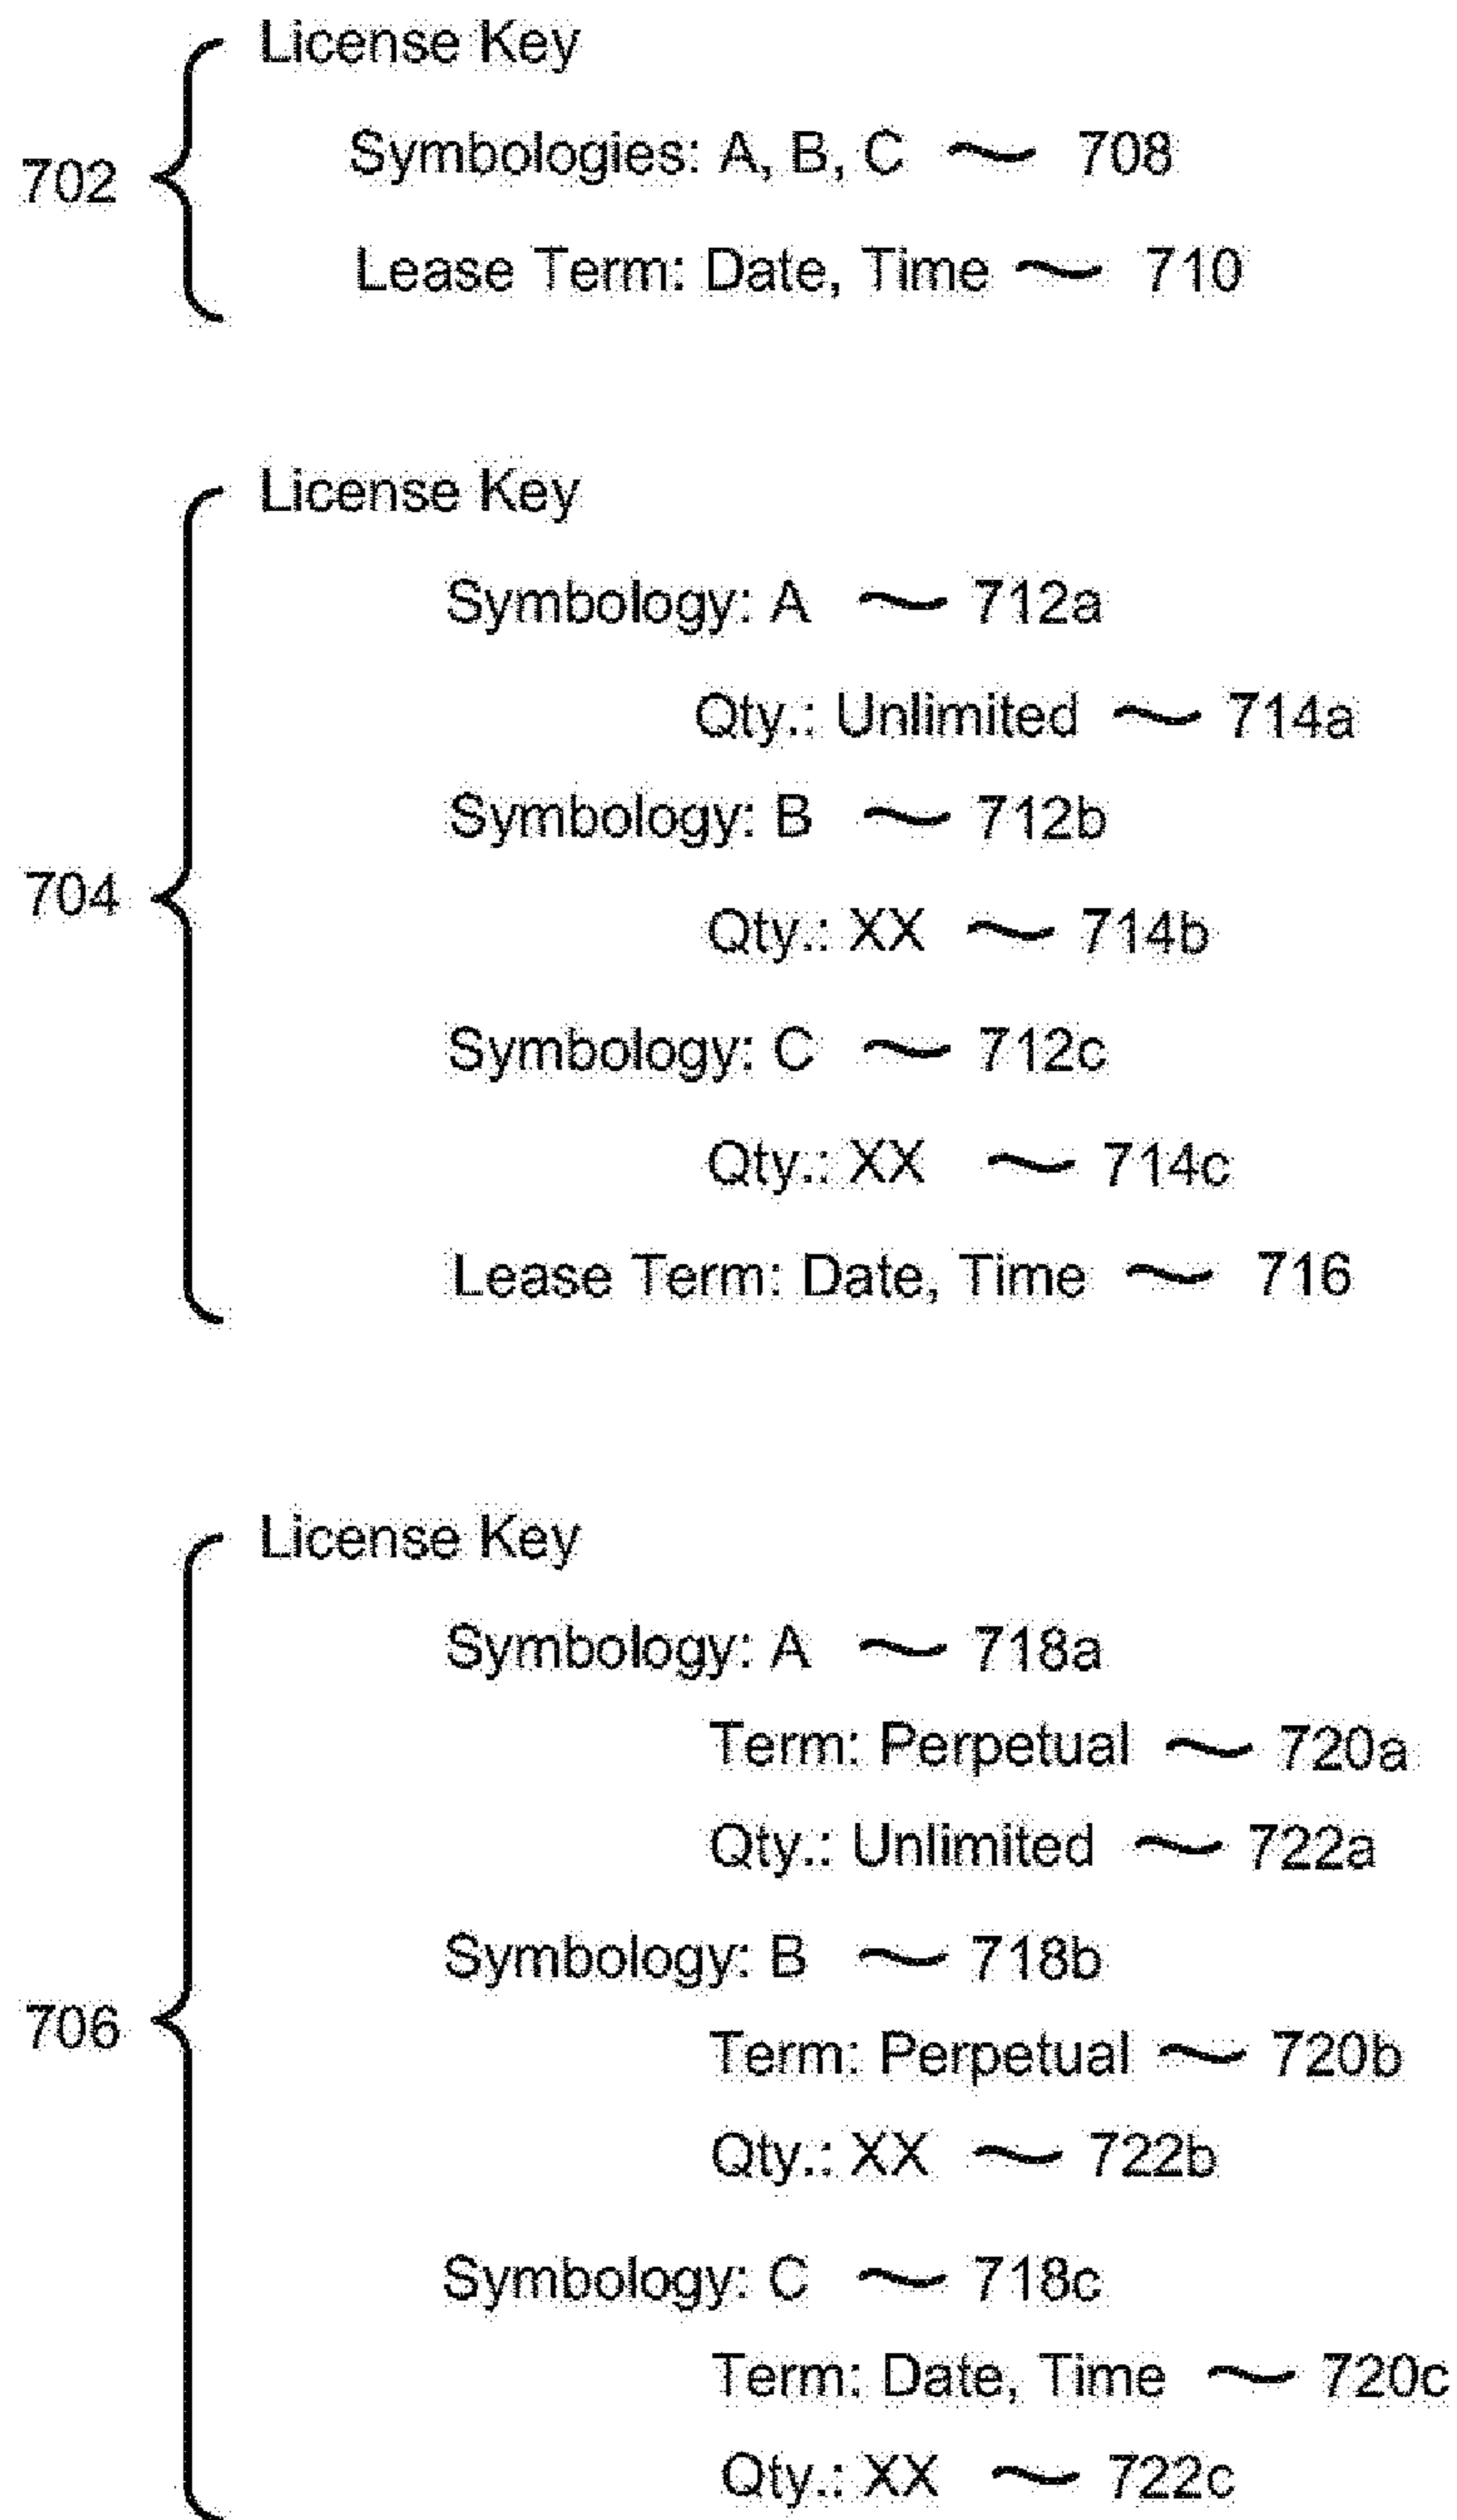 License Key
Symbologies: A, B, C ~ 708
702
Lease Term: Date, Time ~ 710
License Key
Symbology: A ~ 712a
Qty.: Unlimited ~ 714a
Symbology: B ~ 712b
704
Qty.: XX ~ 714b
Symbology: C ~ 712c
Qty.: XX ~ 714c
Lease Term: Date, Time ~ 716
License Key
Symbology: A ~ 718a
Term: Perpetual ~ 720a
Qty.: Unlimited ~ 722a
Symbology: B ~ 718b
706
Term: Perpetual ~ 720b
Qty.: XX ~ 722b
Symbology: C ~ 718c
Term: Date, Time ~ 720c
Qty.: XX ~ 722c